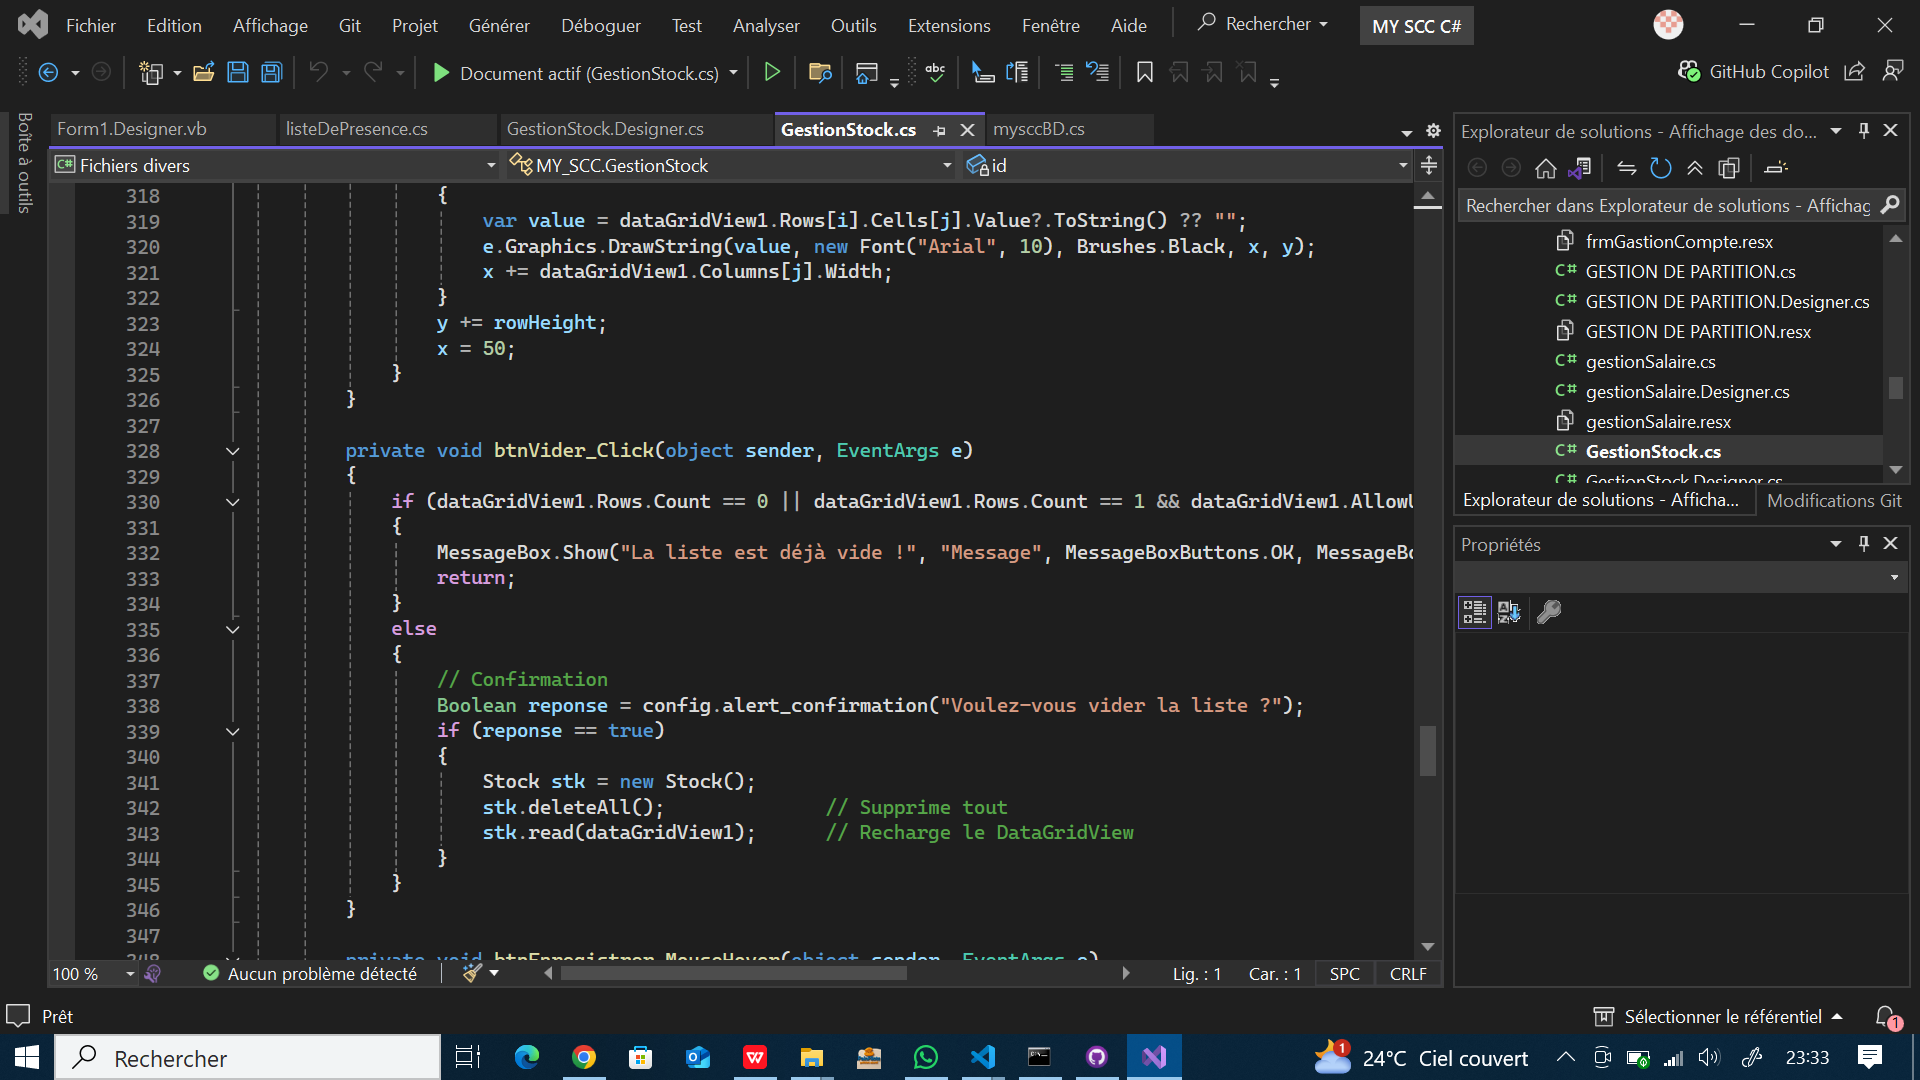 Fichier Edition Affichage Git Projet Générer Déboguer Test Analyser Outils Extensions Fenêtre Aide Rechercher MY SCC C#
Document actif (GestionStock.cs) abc GitHub Copilot
Boîte à outils
Form1.Designer.vb listeDePresence.cs GestionStock.Designer.cs GestionStock.cs mysccBD.cs
C# Fichiers divers MY_SCC.GestionStock id
318 {
319 var value = dataGridView1.Rows[i].Cells[j].Value?.ToString() ?? "";
320 e.Graphics.DrawString(value, new Font("Arial", 10), Brushes.Black, x, y);
321 x += dataGridView1.Columns[j].Width;
322 }
323 y += rowHeight;
324 x = 50;
325 }
326 }
327
328 private void btnVider_Click(object sender, EventArgs e)
329 {
330 if (dataGridView1.Rows.Count == 0 || dataGridView1.Rows.Count == 1 && dataGridView1.AllowU
331 {
332 MessageBox.Show("La liste est déjà vide !", "Message", MessageBoxButtons.OK, MessageBo
333 return;
334 }
335 else
336 {
337 // Confirmation
338 Boolean reponse = config.alert_confirmation("Voulez-vous vider la liste ?");
339 if (reponse == true)
340 {
341 Stock stk = new Stock();
342 stk.deleteAll(); // Supprime tout
343 stk.read(dataGridView1); // Recharge le DataGridView
344 }
345 }
346 }
347
348 private void btnEnregistrer_MouseHover(object sender, EventArgs e)
100 % Aucun problème détecté Lig. : 1 Car. : 1 SPC CRLF
Explorateur de solutions - Affichage des do...
Rechercher dans Explorateur de solutions - Affichag
frmGastionCompte.resx
C# GESTION DE PARTITION.cs
C# GESTION DE PARTITION.Designer.cs
GESTION DE PARTITION.resx
C# gestionSalaire.cs
C# gestionSalaire.Designer.cs
gestionSalaire.resx
C# GestionStock.cs
C# GestionStock.Designer.cs
Explorateur de solutions - Afficha... Modifications Git
Propriétés
Prêt Sélectionner le référentiel 1
Rechercher 1 24°C Ciel couvert 23:33